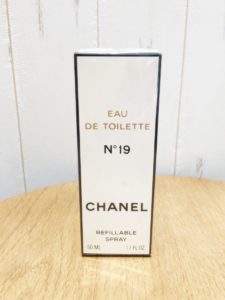 EAU
DE TOILETTE
N°19
CHANEL
REFILLABLE
SPRAY
50 ML 1.7 FL.OZ.